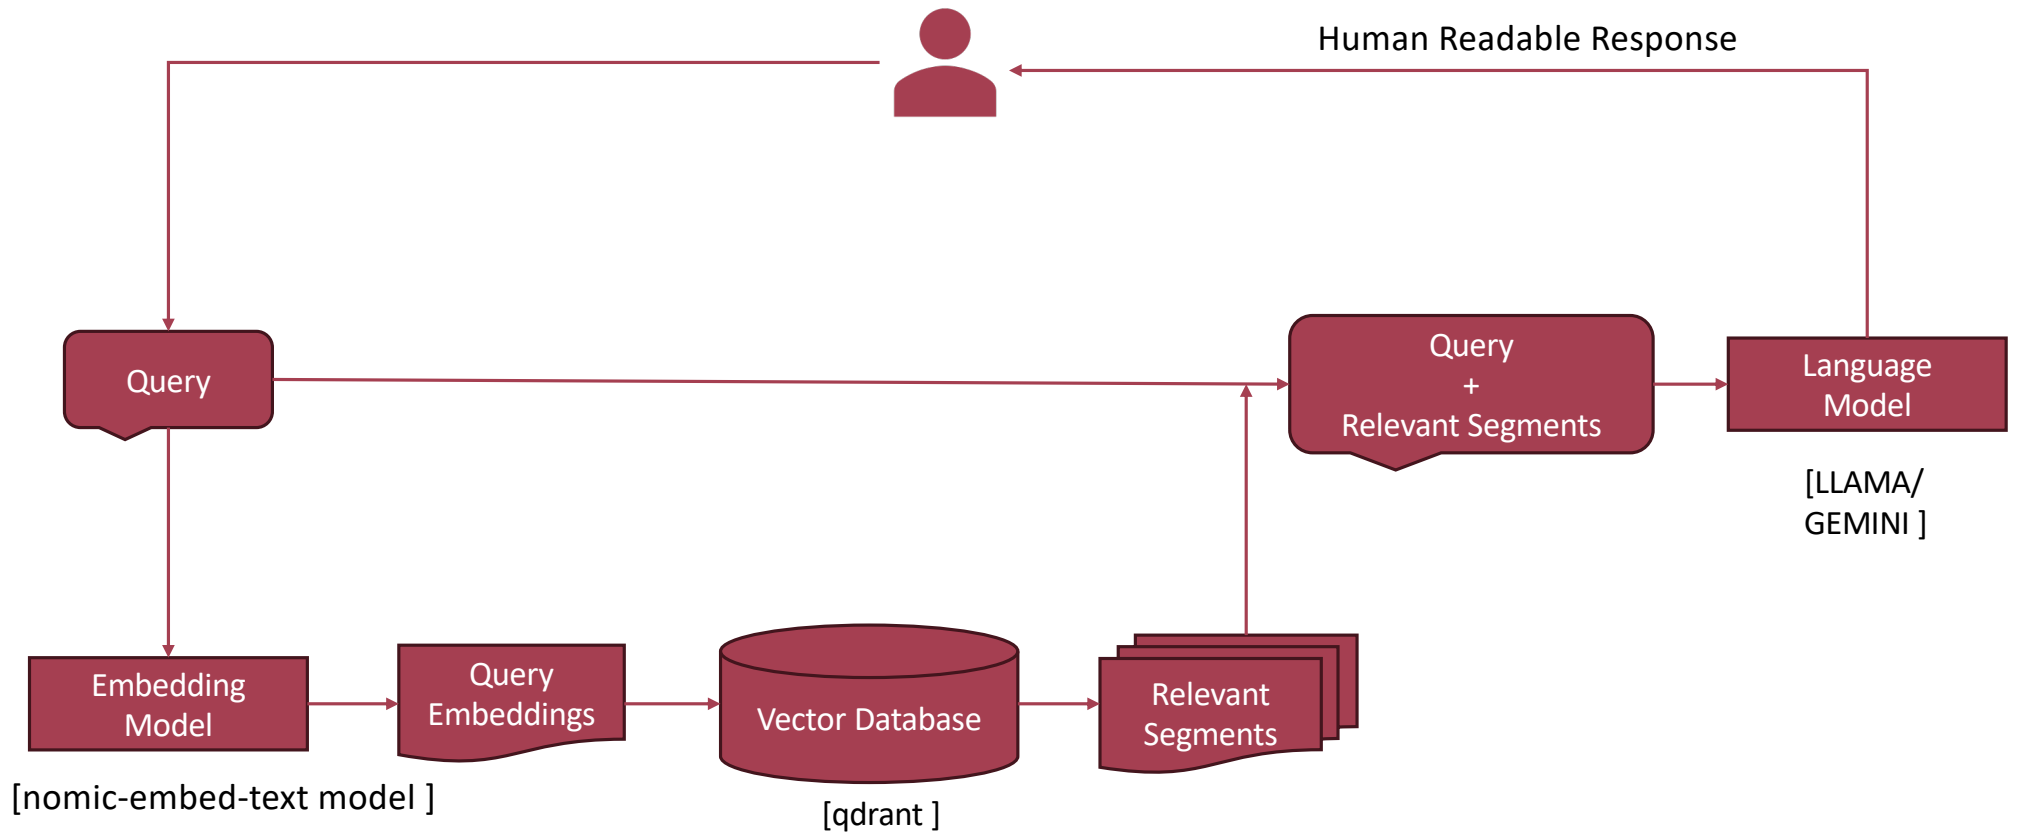 Human Readable Response
Query
Query
+
Relevant Segments
Language
Model
[LLAMA/
GEMINI ]
Embedding
Model
Query
Embeddings
Vector Database
Relevant
Segments
[nomic-embed-text model ]
[qdrant ]